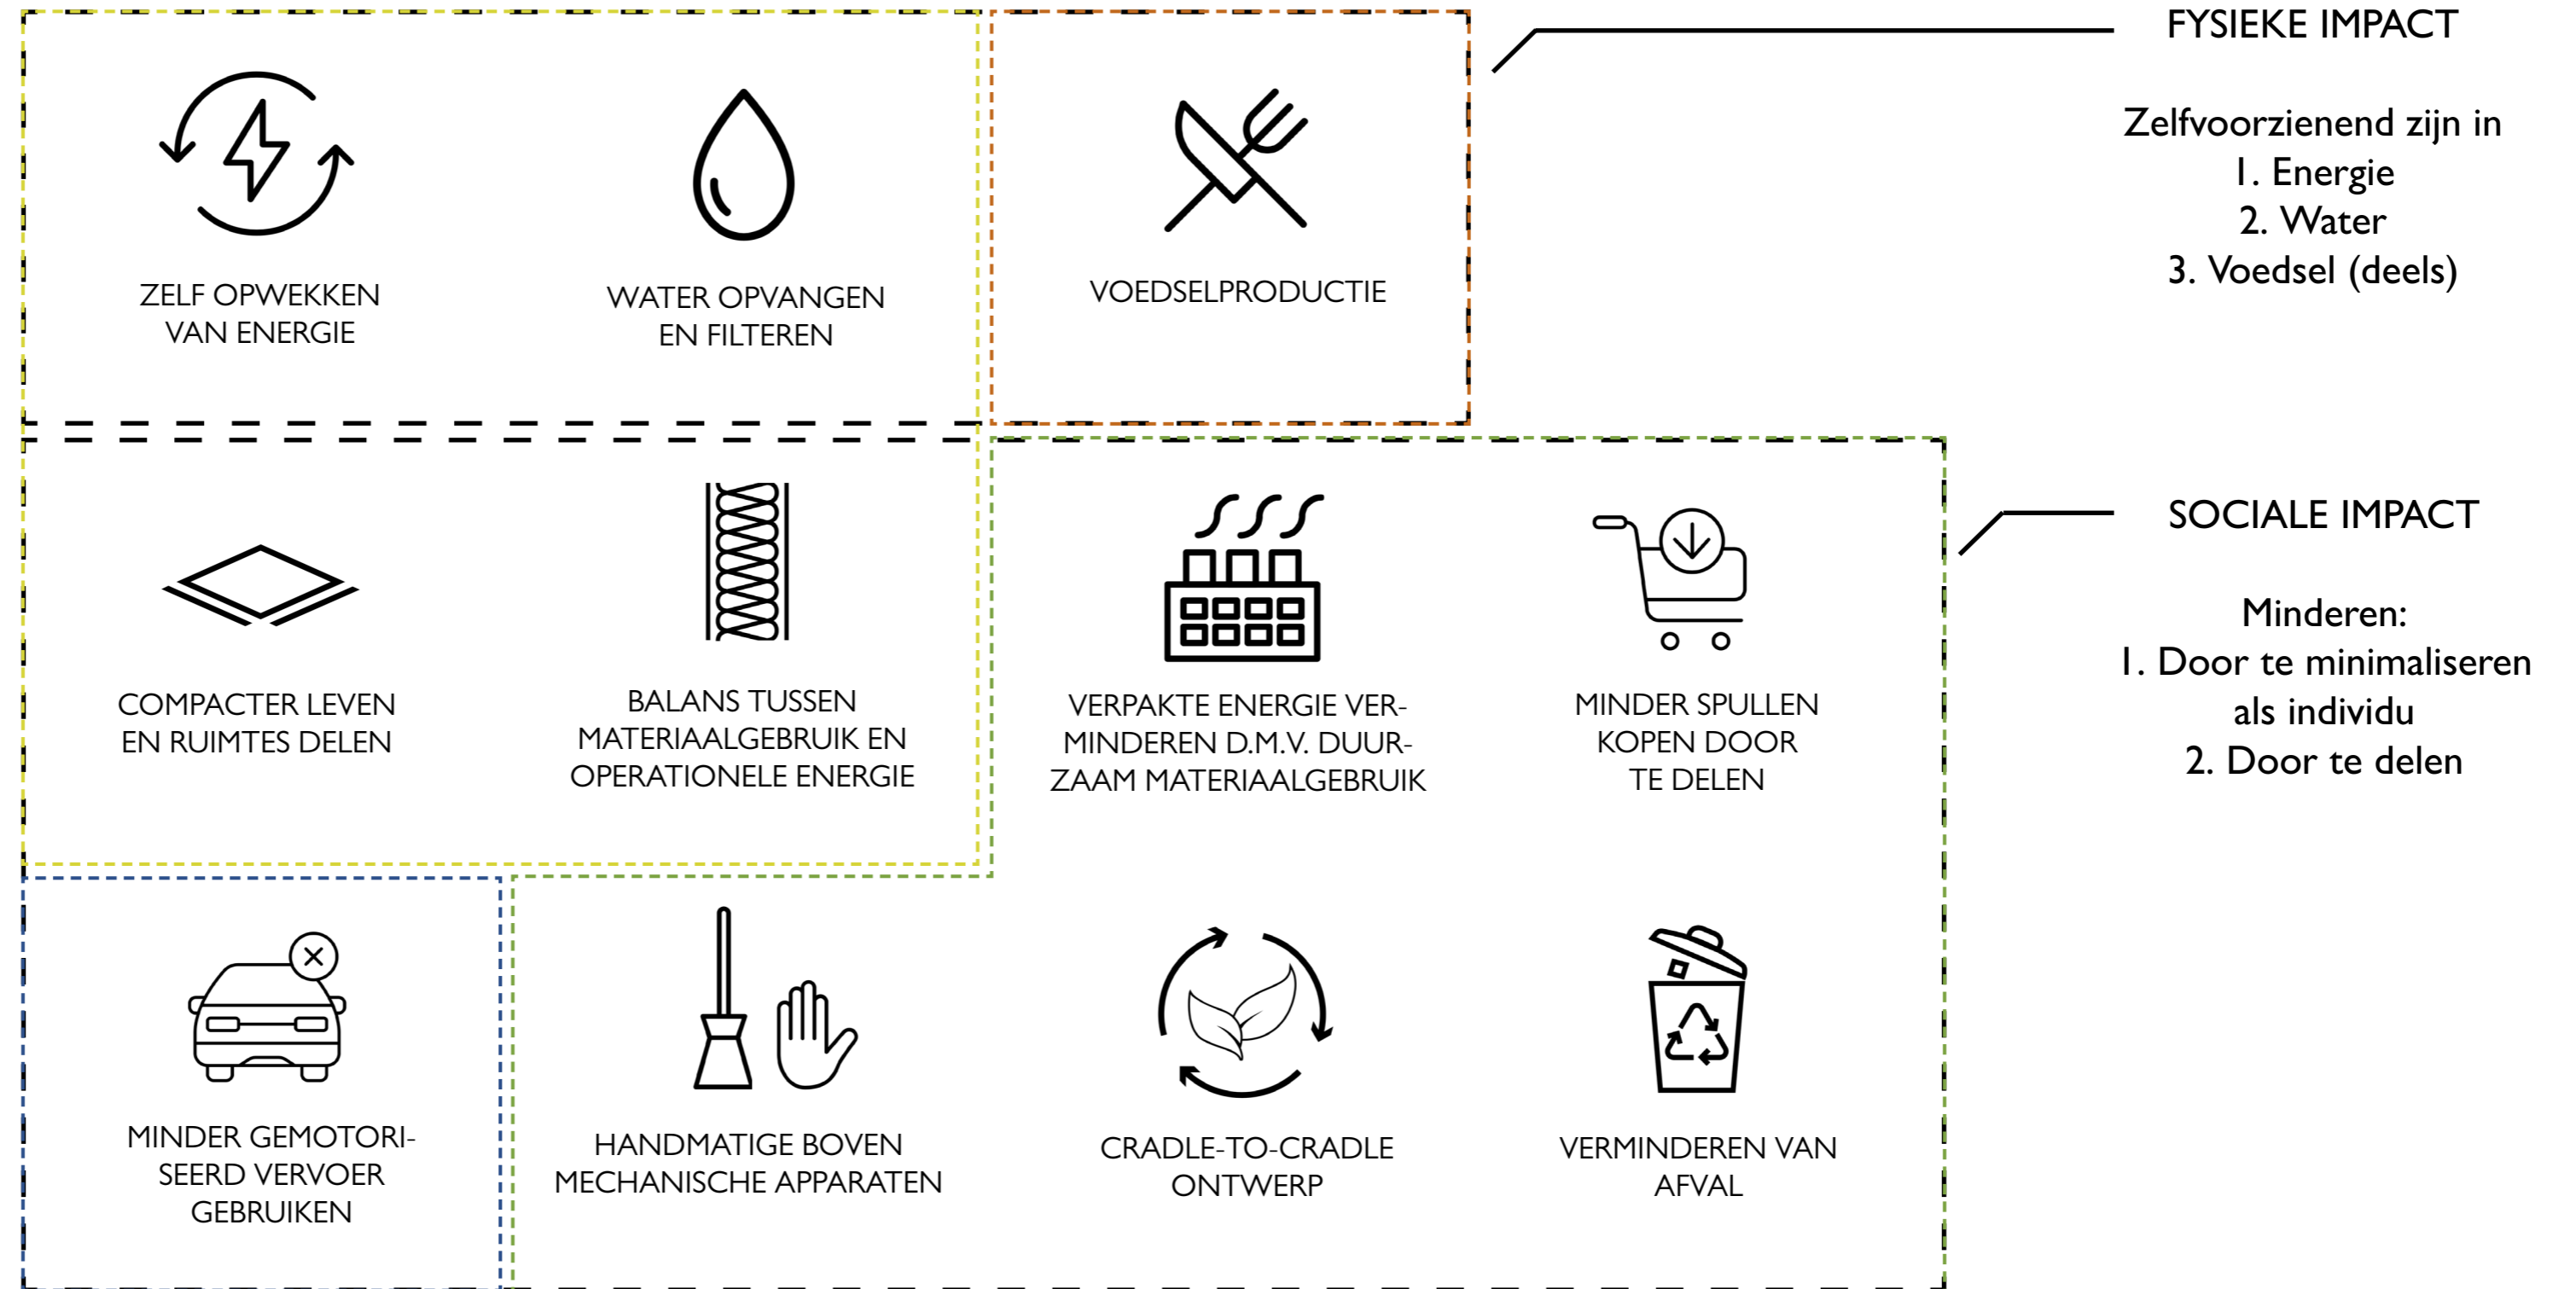 ZELF OPWEKKEN
VAN ENERGIE
WATER OPVANGEN
EN FILTEREN
VOEDSELPRODUCTIE
FYSIEKE IMPACT
Zelfvoorzienend zijn in
1. Energie
2. Water
3. Voedsel (deels)
COMPACTER LEVEN
EN RUIMTES DELEN
BALANS TUSSEN
MATERIAALGEBRUIK EN
OPERATIONELE ENERGIE
VERPAKTE ENERGIE VER-
MINDEREN D.M.V. DUUR-
ZAAM MATERIAALGEBRUIK
MINDER SPULLEN
KOPEN DOOR
TE DELEN
SOCIALE IMPACT
Minderen:
1. Door te minimaliseren
als individu
2. Door te delen
MINDER GEMOTORI-
SEERD VERVOER
GEBRUIKEN
HANDMATIGE BOVEN
MECHANISCHE APPARATEN
CRADLE-TO-CRADLE
ONTWERP
VERMINDEREN VAN
AFVAL